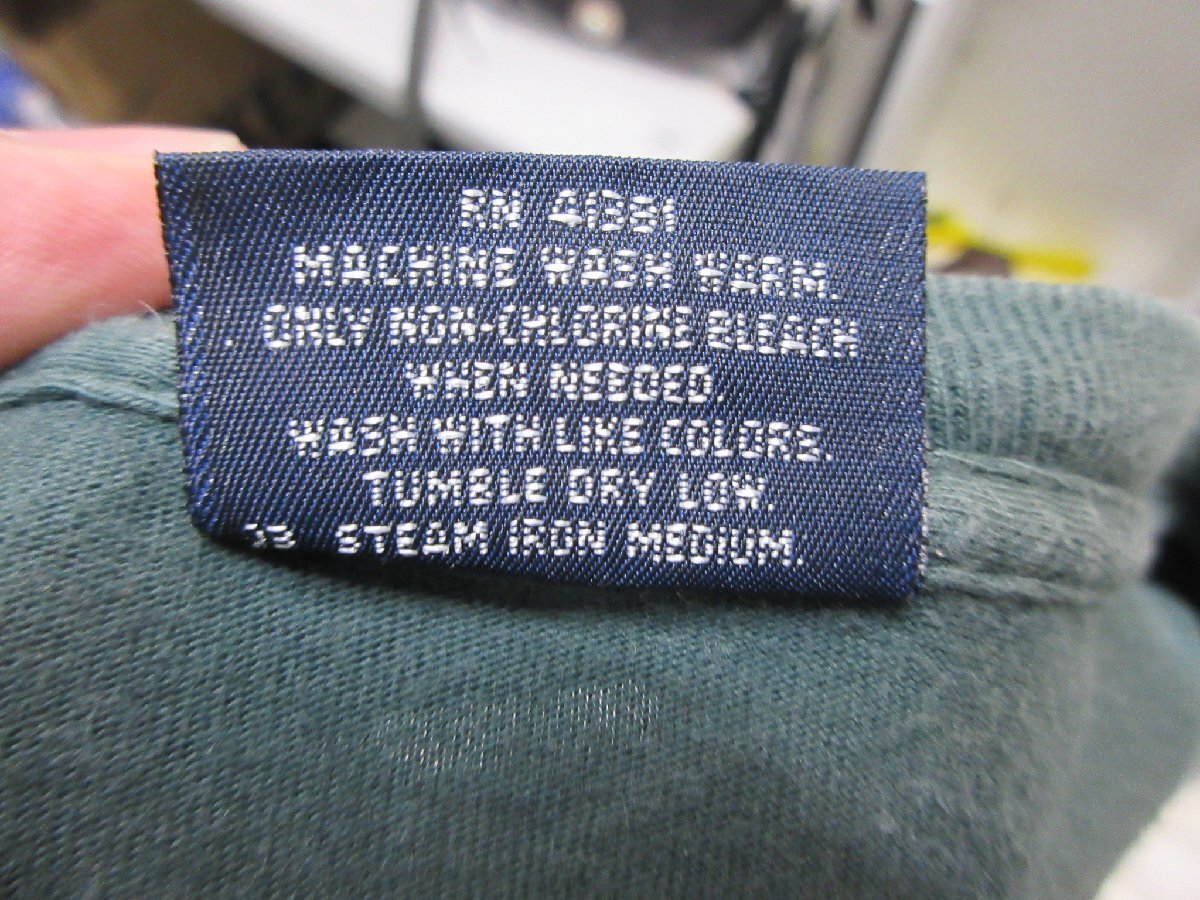 RN 41381
MACHINE WASH WARM.
ONLY NON-CHLORINE BLEACH
WHEN NEEDED.
WASH WITH LIKE COLORS.
TUMBLE DRY LOW.
STEAM IRON MEDIUM.